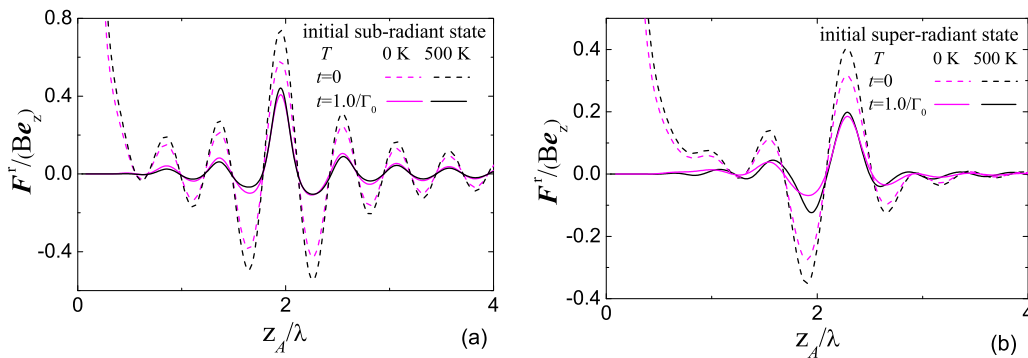 0.8
0.4
0.0
-0.4
0 2 4
F^r/(Be_z)
z_A/λ
initial sub-radiant state
T 0 K 500 K
t=0
t=1.0/Γ_0
(a)
0.4
0.2
0.0
-0.2
-0.4
0 2 4
F^r/(Be_z)
z_A/λ
initial super-radiant state
T 0 K 500 K
t=0
t=1.0/Γ_0
(b)